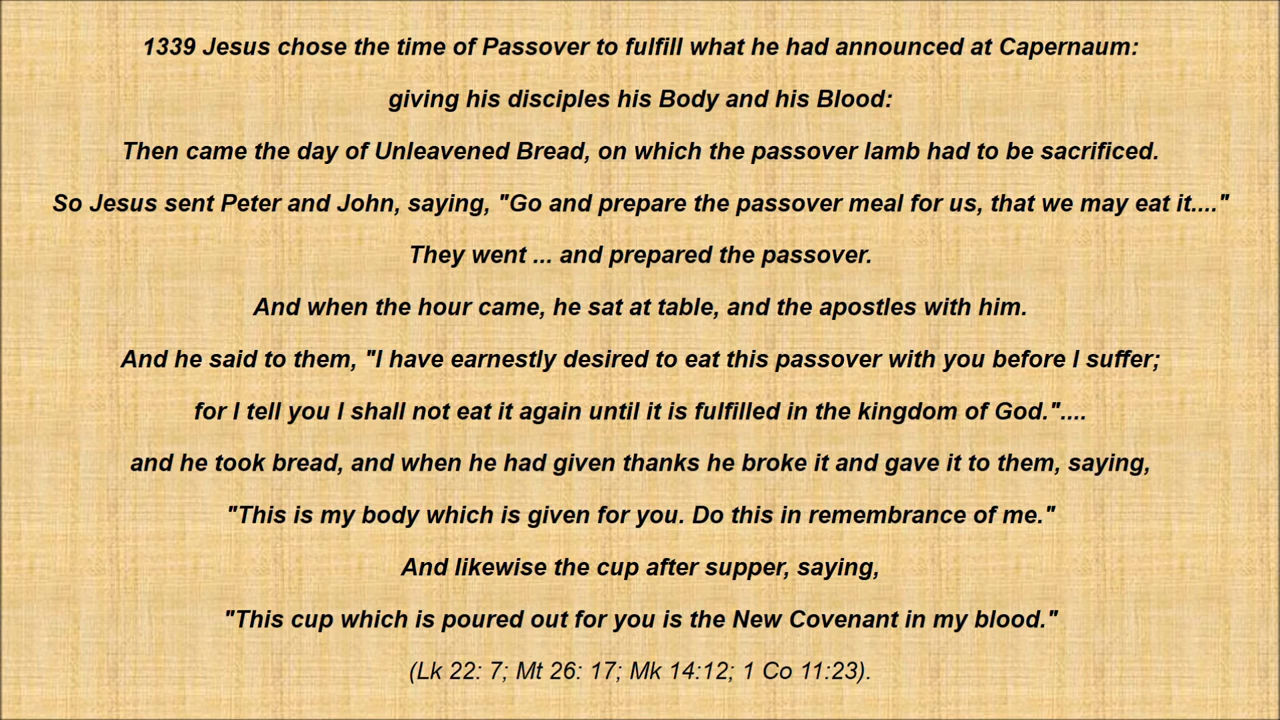 1339 Jesus chose the time of Passover to fulfill what he had announced at Capernaum:
giving his disciples his Body and his Blood:
Then came the day of Unleavened Bread, on which the passover lamb had to be sacrificed.
So Jesus sent Peter and John, saying, "Go and prepare the passover meal for us, that we may eat it...."
They went ... and prepared the passover.
And when the hour came, he sat at table, and the apostles with him.
And he said to them, "I have earnestly desired to eat this passover with you before I suffer;
for I tell you I shall not eat it again until it is fulfilled in the kingdom of God."....
and he took bread, and when he had given thanks he broke it and gave it to them, saying,
"This is my body which is given for you. Do this in remembrance of me."
And likewise the cup after supper, saying,
"This cup which is poured out for you is the New Covenant in my blood."
(Lk 22: 7; Mt 26: 17; Mk 14:12; 1 Co 11:23).